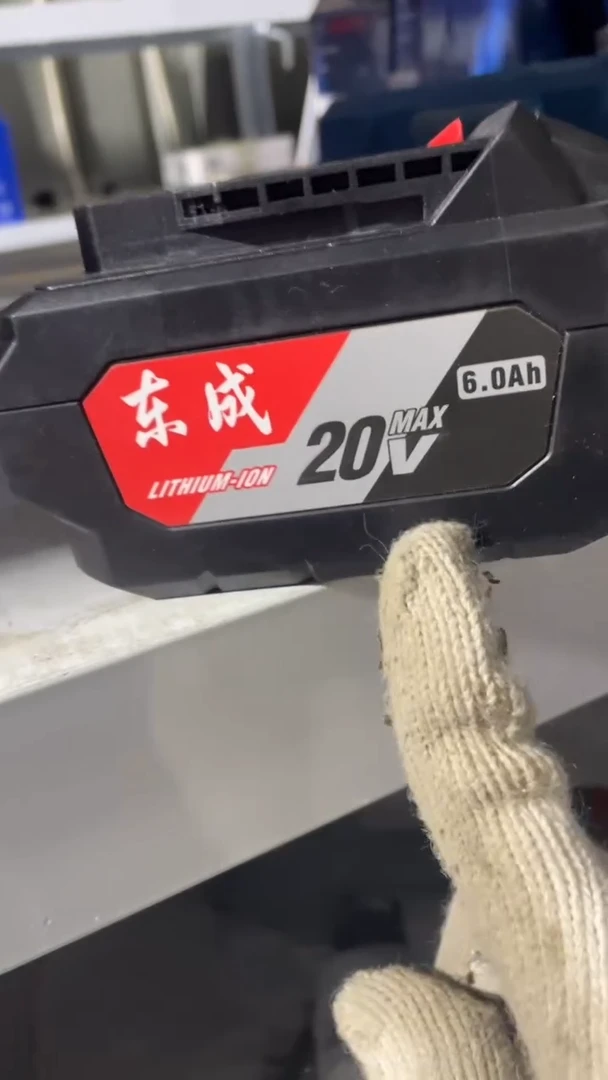 东成
LITHIUM-ION
20V MAX
6.0Ah